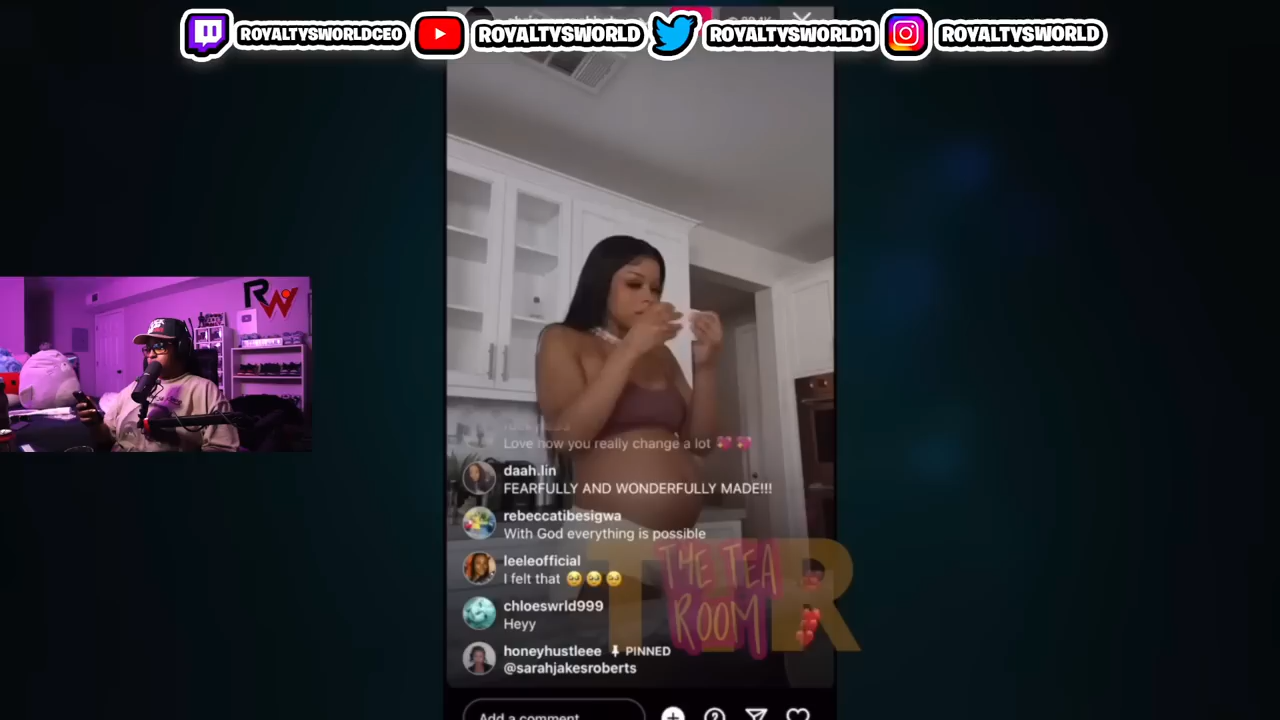 ROYALTYSWORLDCEO ROYALTYSWORLD ROYALTYSWORLD1 ROYALTYSWORLD
RW
Love how you really change a lot 💖 💖
daah.lin
FEARFULLY AND WONDERFULLY MADE!!!
rebeccatibesigwa
With God everything is possible
leeleofficial
I felt that 🥹 🥹 🥹
chloeswrld999
Heyy
honeyhustleee PINNED
@sarahjakesroberts
THE TEA
ROOM
T R
Add a comment